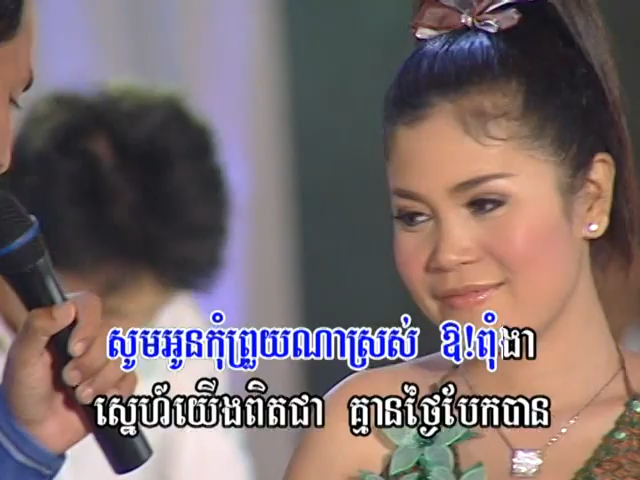 សូមអូនកុំព្រួយណាស្រស់ ឱ!ពុំងា
ស្នេហ៍យើងពិតជា គ្មានថ្ងៃបែកបាន